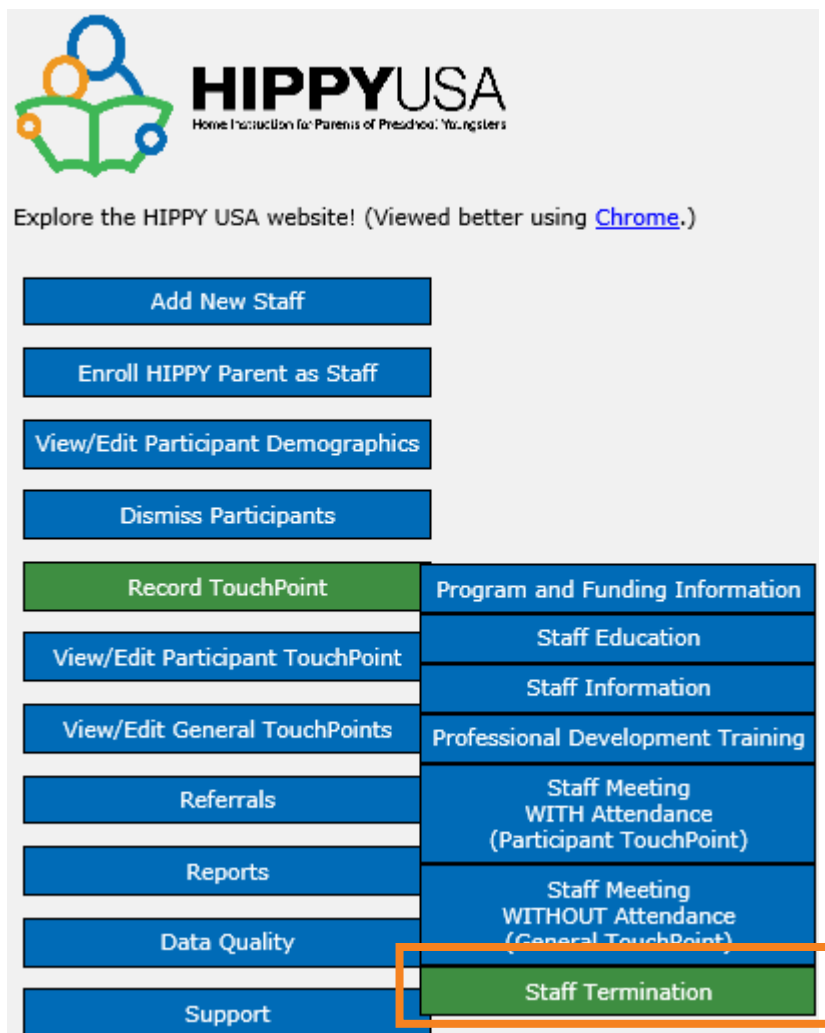 HIPPYUSA
Home Instruction for Parents of Preschool Youngsters
Explore the HIPPY USA website! (Viewed better using Chrome.)
Add New Staff
Enroll HIPPY Parent as Staff
View/Edit Participant Demographics
Dismiss Participants
Record TouchPoint
Program and Funding Information
Staff Education
View/Edit Participant TouchPoint
Staff Information
View/Edit General TouchPoints
Professional Development Training
Referrals
Staff Meeting
WITH Attendance
(Participant TouchPoint)
Reports
Staff Meeting
WITHOUT Attendance
(General TouchPoint)
Data Quality
Staff Termination
Support